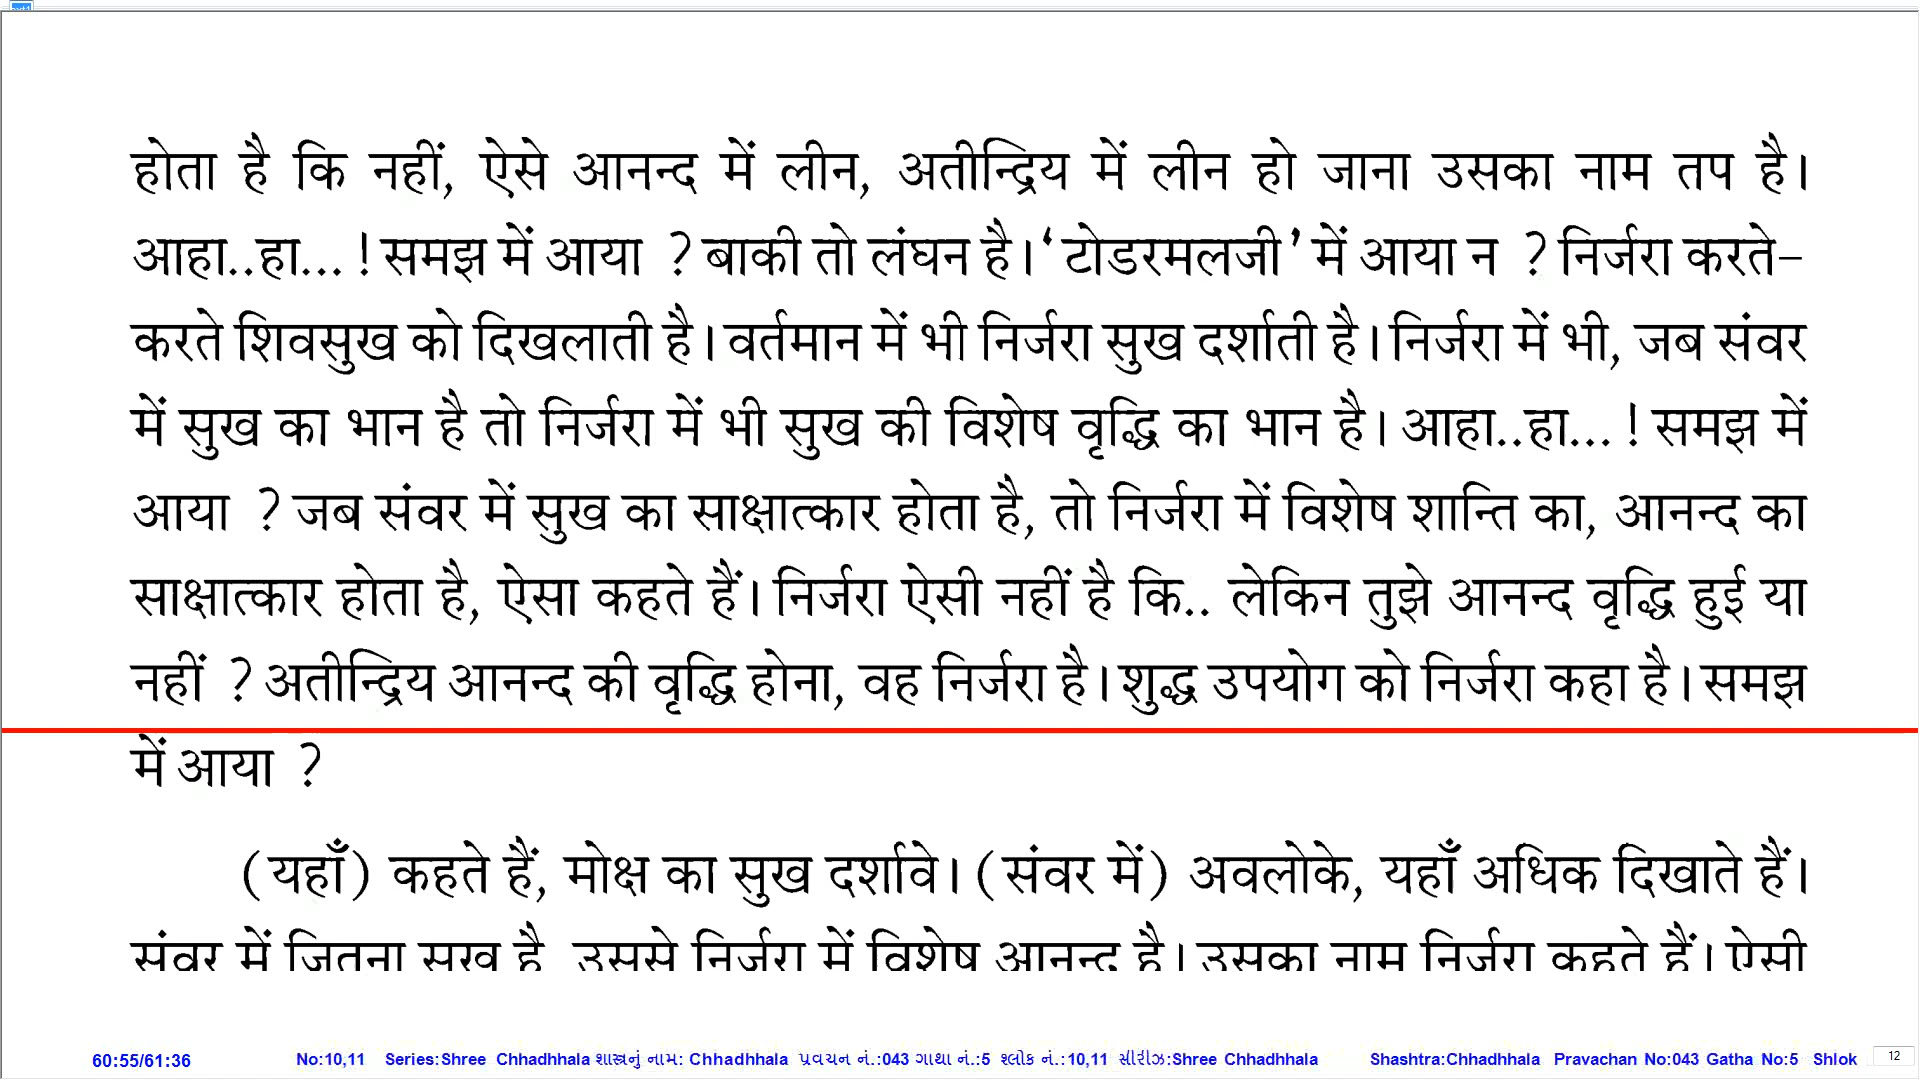 होता है कि नहीं, ऐसे आनन्द में लीन, अतीन्द्रिय में लीन हो जाना उसका नाम तप है।
आहा..हा... ! समझ में आया ? बाकी तो लंघन है। ‘टोडरमलजी’ में आया न ? निर्जरा करते-
करते शिवसुख को दिखलाती है। वर्तमान में भी निर्जरा सुख दर्शाती है। निर्जरा में भी, जब संवर
में सुख का भान है तो निर्जरा में भी सुख की विशेष वृद्धि का भान है। आहा..हा... ! समझ में
आया ? जब संवर में सुख का साक्षात्कार होता है, तो निर्जरा में विशेष शान्ति का, आनन्द का
साक्षात्कार होता है, ऐसा कहते हैं। निर्जरा ऐसी नहीं है कि.. लेकिन तुझे आनन्द वृद्धि हुई या
नहीं ? अतीन्द्रिय आनन्द की वृद्धि होना, वह निर्जरा है। शुद्ध उपयोग को निर्जरा कहा है। समझ
में आया ?
(यहाँ) कहते हैं, मोक्ष का सुख दर्शावे। (संवर में) अवलोके, यहाँ अधिक दिखाते हैं।
संवर में जितना सुख है, उससे निर्जरा में विशेष आनन्द है। उसका नाम निर्जरा कहते हैं। ऐसी
60:55/61:36 No:10,11 Series:Shree Chhadhhala શાસ્ત્રનું નામ: Chhadhhala પ્રવચન નં.:043 ગાથા નં.:5 શ્લોક નં.:10,11 સીરીઝ:Shree Chhadhhala Shashtra:Chhadhhala Pravachan No:043 Gatha No:5 Shlok 12